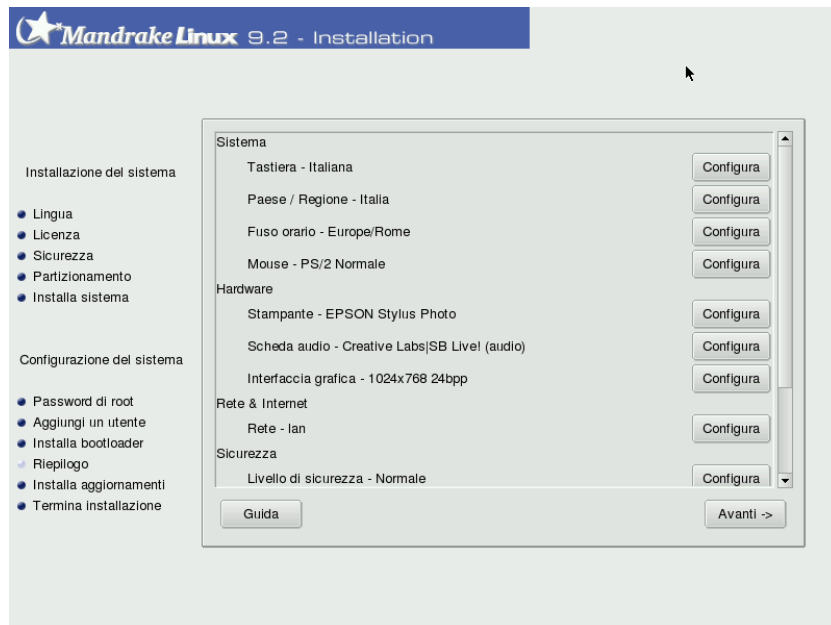 MandrakeLinux 9.2 - Installation
Installazione del sistema
Lingua
Licenza
Sicurezza
Partizionamento
Installa sistema
Configurazione del sistema
Password di root
Aggiungi un utente
Installa bootloader
Riepilogo
Installa aggiornamenti
Termina installazione
Sistema
Tastiera - Italiana Configura
Paese / Regione - Italia Configura
Fuso orario - Europe/Rome Configura
Mouse - PS/2 Normale Configura
Hardware
Stampante - EPSON Stylus Photo Configura
Scheda audio - Creative Labs|SB Live! (audio) Configura
Interfaccia grafica - 1024x768 24bpp Configura
Rete & Internet
Rete - lan Configura
Sicurezza
Livello di sicurezza - Normale Configura
Guida Avanti ->